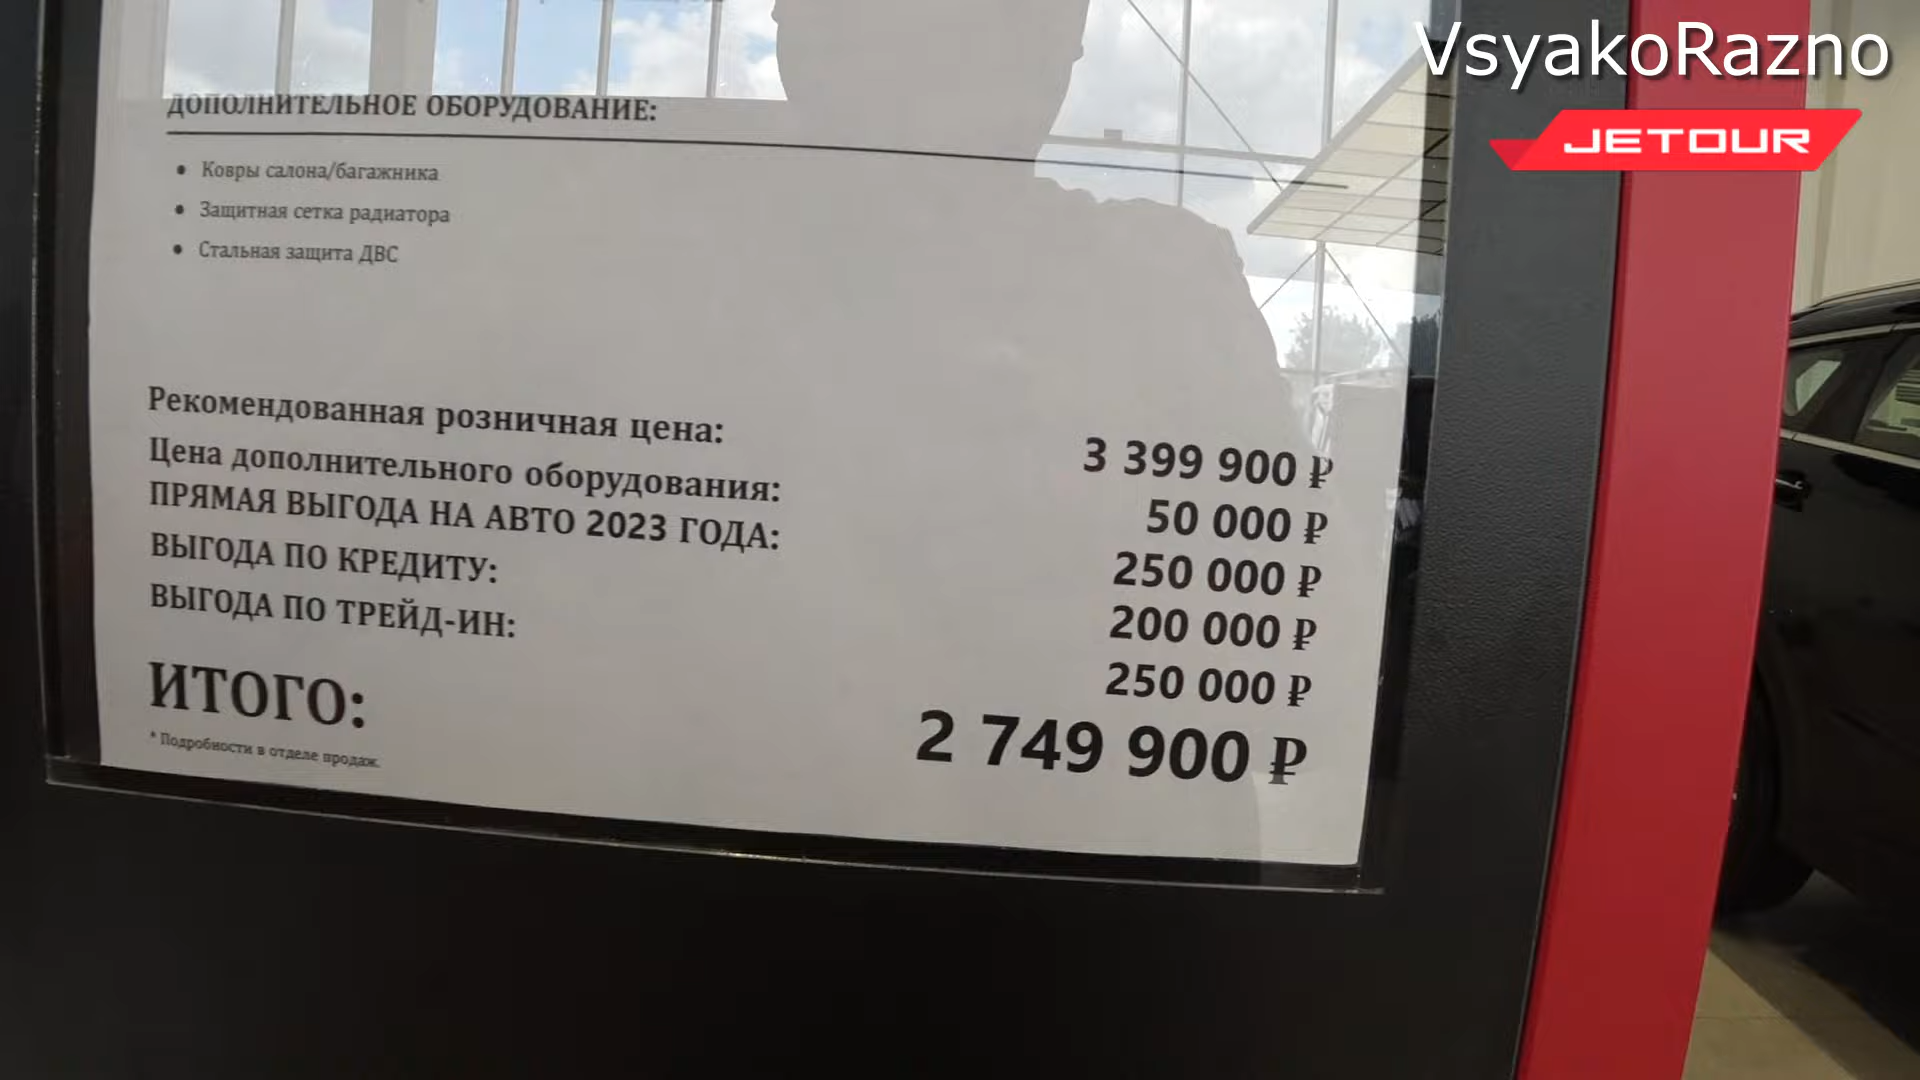 VsyakoRazno
JETOUR
ДОПОЛНИТЕЛЬНОЕ ОБОРУДОВАНИЕ:
• Ковры салона/багажника
• Защитная сетка радиатора
• Стальная защита ДВС
Рекомендованная розничная цена: 3 399 900 ₽
Цена дополнительного оборудования: 50 000 ₽
ПРЯМАЯ ВЫГОДА НА АВТО 2023 ГОДА: 250 000 ₽
ВЫГОДА ПО КРЕДИТУ: 200 000 ₽
ВЫГОДА ПО ТРЕЙД-ИН: 250 000 ₽
ИТОГО: 2 749 900 ₽
* Подробности в отделе продаж.